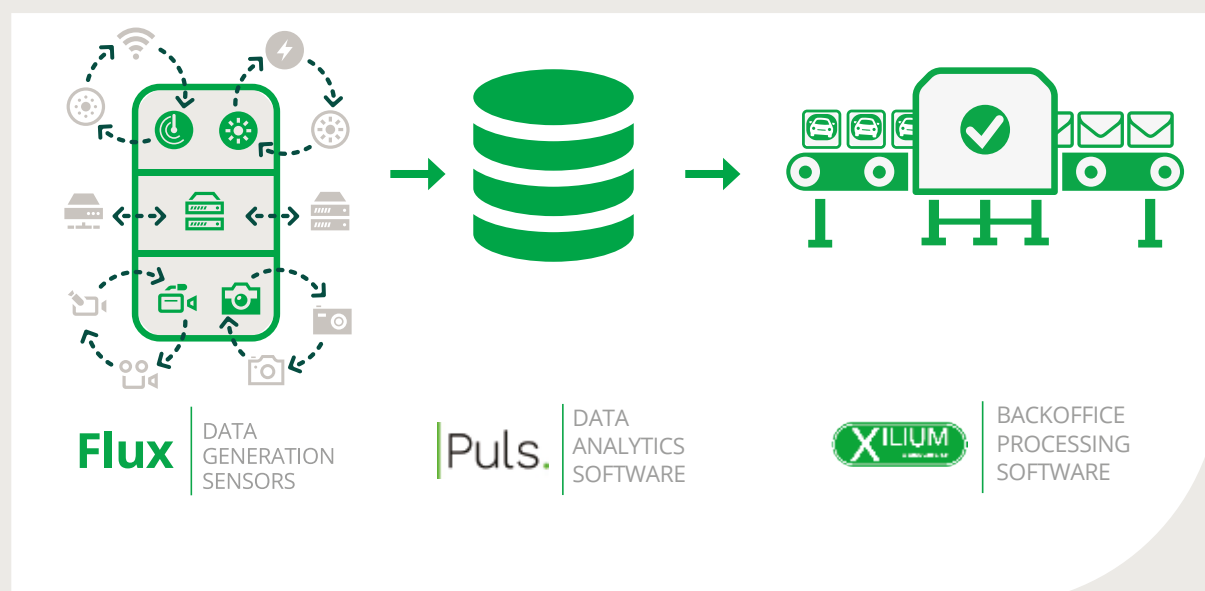 Flux
DATA
GENERATION
SENSORS
Puls.
DATA
ANALYTICS
SOFTWARE
XILIUM
BACKOFFICE
PROCESSING
SOFTWARE